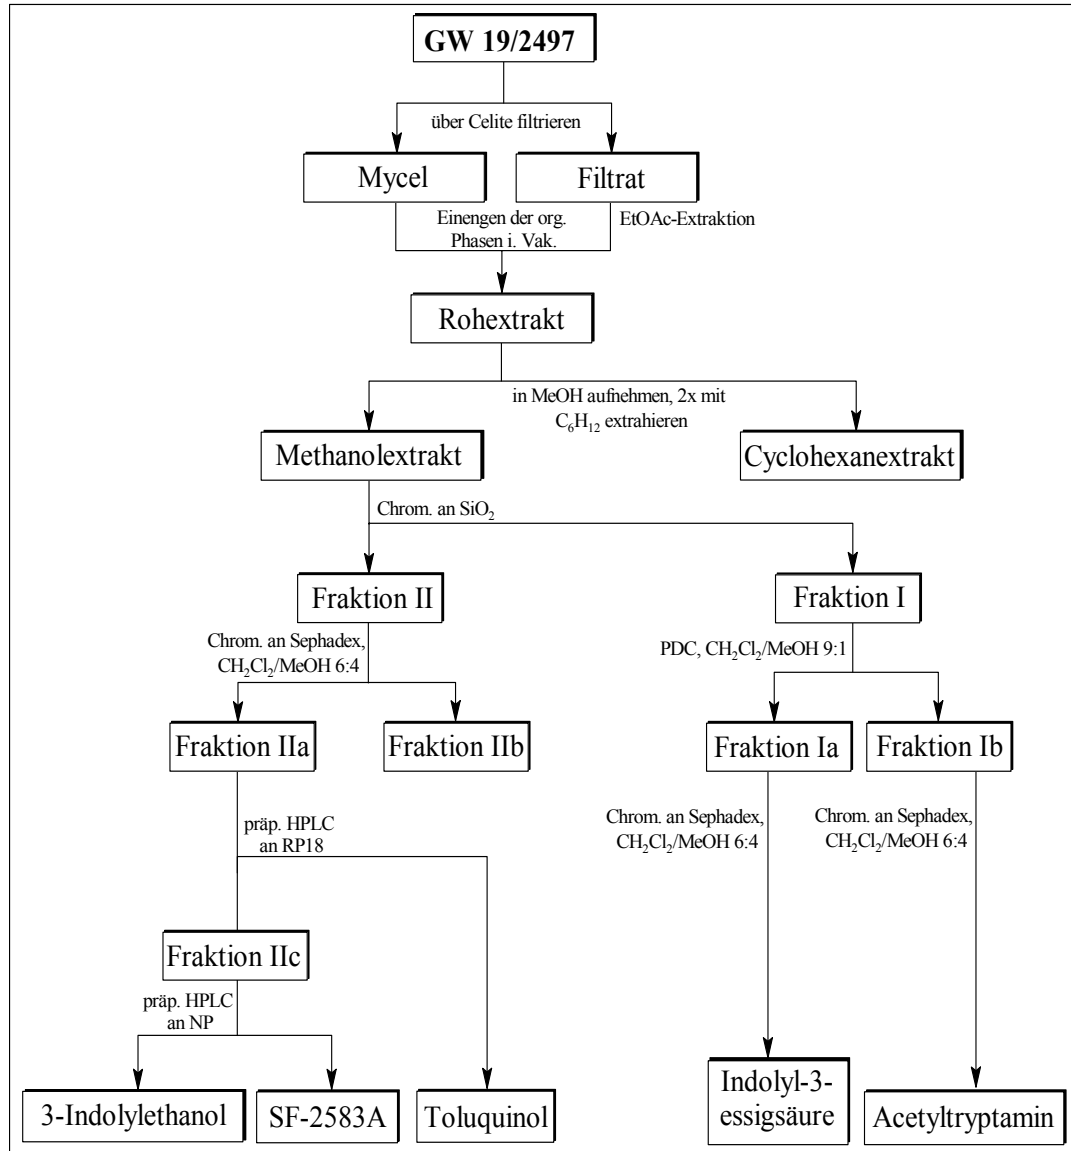 GW 19/2497
über Celite filtrieren
Mycel
Filtrat
Einengen der org.
Phasen i. Vak.
EtOAc-Extraktion
Rohextrakt
in MeOH aufnehmen, 2x mit
C₆H₁₂ extrahieren
Methanolextrakt
Cyclohexanextrakt
Chrom. an SiO₂
Fraktion II
Fraktion I
Chrom. an Sephadex,
CH₂Cl₂/MeOH 6:4
PDC, CH₂Cl₂/MeOH 9:1
Fraktion IIa
Fraktion IIb
Fraktion Ia
Fraktion Ib
präp. HPLC
an RP18
Chrom. an Sephadex,
CH₂Cl₂/MeOH 6:4
Chrom. an Sephadex,
CH₂Cl₂/MeOH 6:4
Fraktion IIc
präp. HPLC
an NP
3-Indolylethanol
SF-2583A
Toluquinol
Indolyl-3-
essigsäure
Acetyltryptamin